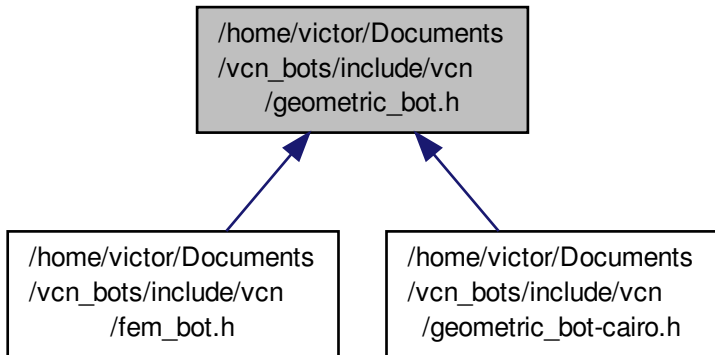 /home/victor/Documents
/vcn_bots/include/vcn
/geometric_bot.h
/home/victor/Documents
/vcn_bots/include/vcn
/fem_bot.h
/home/victor/Documents
/vcn_bots/include/vcn
/geometric_bot-cairo.h